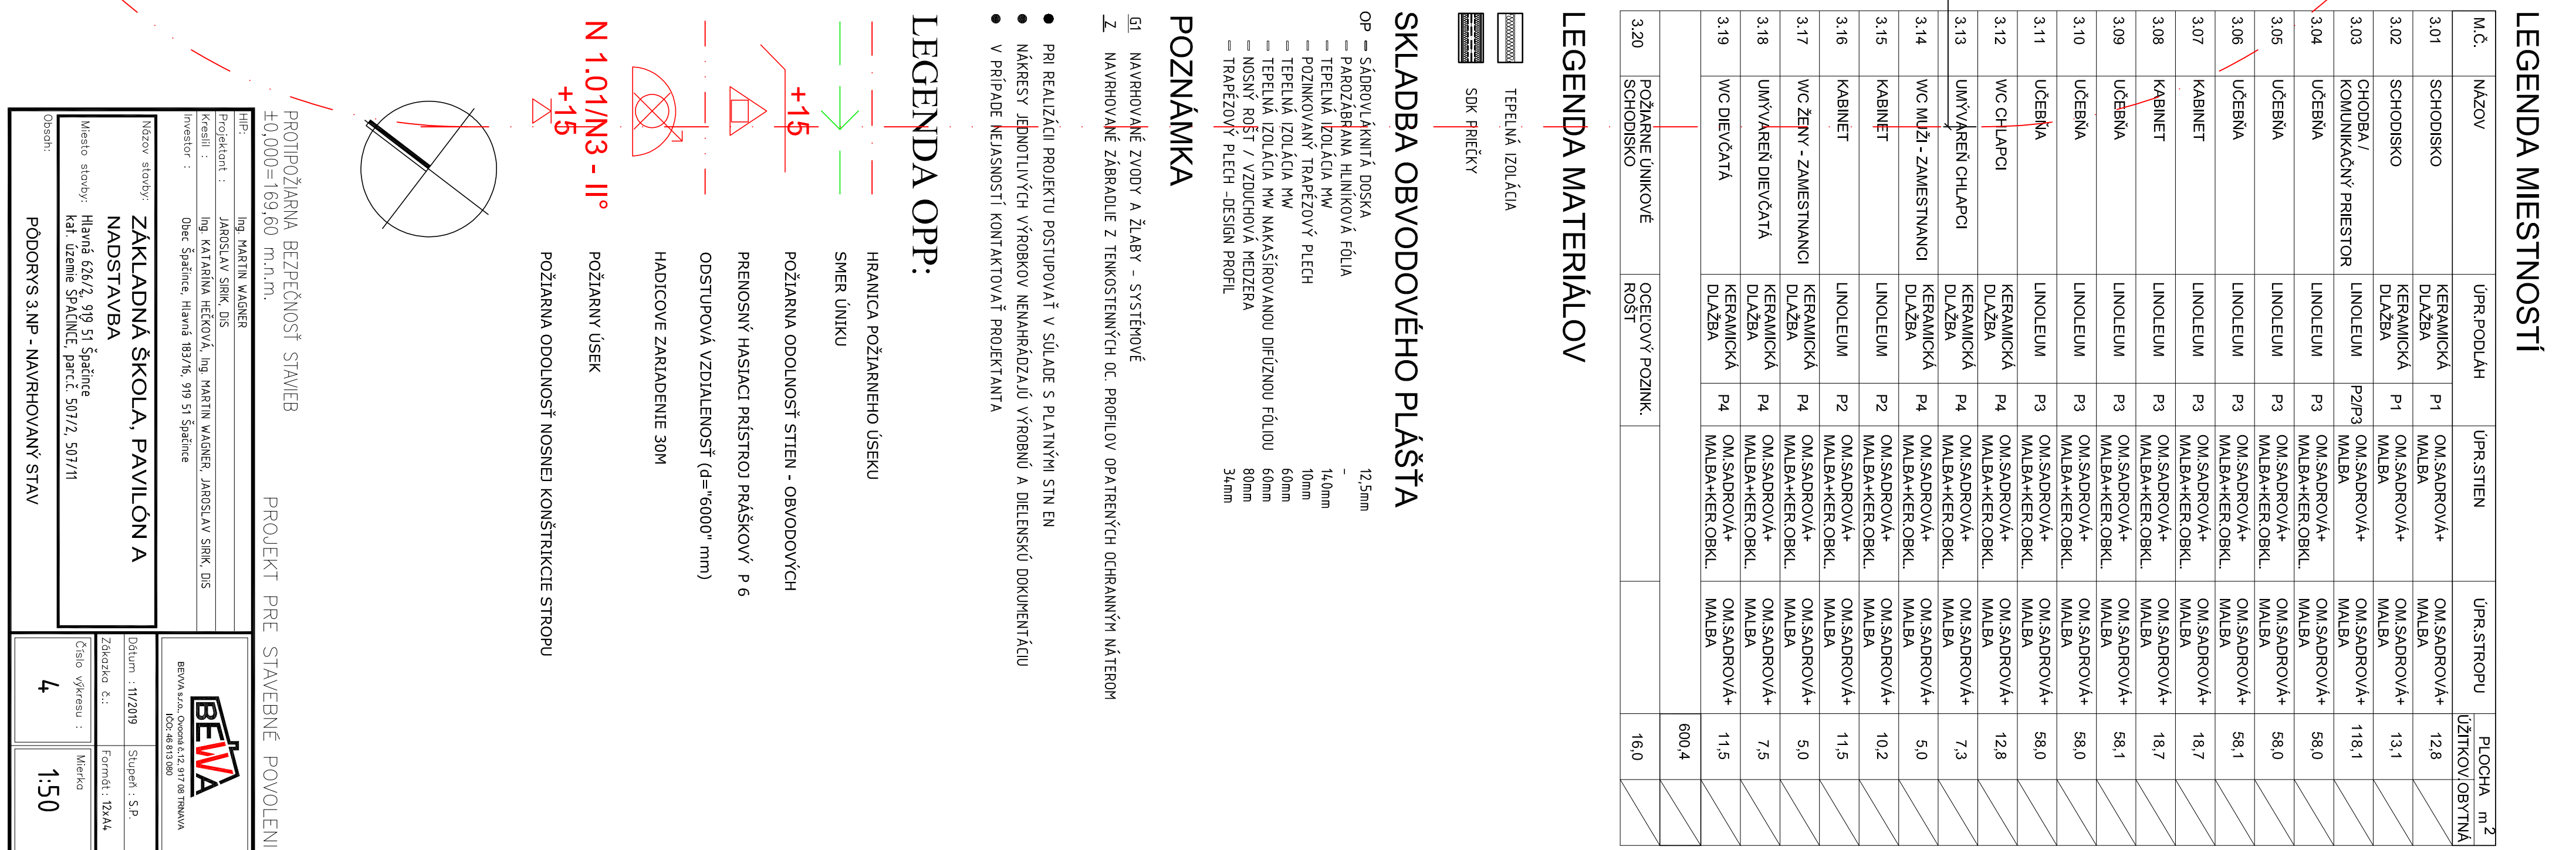 LEGENDA MIESTNOSTÍ
M.Č. NÁZOV ÚPR.PODLÁH ÚPR.STIEN ÚPR.STROPU PLOCHA m2
ÚŽITKOV. OBYTNÁ
3.01 SCHODISKO KERAMICKÁ DLAŽBA P1 OM.SADROVÁ+ MALBA OM.SADROVÁ+ MALBA 12,8
3.02 SCHODISKO KERAMICKÁ DLAŽBA P1 OM.SADROVÁ+ MALBA OM.SADROVÁ+ MALBA 13,1
3.03 CHODBA / KOMUNIKAČNÝ PRIESTOR LINOLEUM P2/P3 OM.SADROVÁ+ MALBA OM.SADROVÁ+ MALBA 118,1
3.04 UČEBŇA LINOLEUM P3 OM.SADROVÁ+ MALBA+KER.OBKL. OM.SADROVÁ+ MALBA 58,0
3.05 UČEBŇA LINOLEUM P3 OM.SADROVÁ+ MALBA+KER.OBKL. OM.SADROVÁ+ MALBA 58,0
3.06 UČEBŇA LINOLEUM P3 OM.SADROVÁ+ MALBA+KER.OBKL. OM.SADROVÁ+ MALBA 58,1
3.07 KABINET LINOLEUM P3 OM.SADROVÁ+ MALBA+KER.OBKL. OM.SADROVÁ+ MALBA 18,7
3.08 KABINET LINOLEUM P3 OM.SADROVÁ+ MALBA+KER.OBKL. OM.SADROVÁ+ MALBA 18,7
3.09 UČEBŇA LINOLEUM P3 OM.SADROVÁ+ MALBA+KER.OBKL. OM.SADROVÁ+ MALBA 58,1
3.10 UČEBŇA LINOLEUM P3 OM.SADROVÁ+ MALBA+KER.OBKL. OM.SADROVÁ+ MALBA 58,0
3.11 UČEBŇA LINOLEUM P3 OM.SADROVÁ+ MALBA+KER.OBKL. OM.SADROVÁ+ MALBA 58,0
3.12 WC CHLAPCI KERAMICKÁ DLAŽBA P4 OM.SADROVÁ+ MALBA+KER.OBKL. OM.SADROVÁ+ MALBA 12,8
3.13 UMÝVÁREŇ CHLAPCI KERAMICKÁ DLAŽBA P4 OM.SADROVÁ+ MALBA+KER.OBKL. OM.SADROVÁ+ MALBA 7,3
3.14 WC MUŽI - ZAMESTNANCI KERAMICKÁ DLAŽBA P4 OM.SADROVÁ+ MALBA+KER.OBKL. OM.SADROVÁ+ MALBA 5,0
3.15 KABINET LINOLEUM P2 OM.SADROVÁ+ MALBA+KER.OBKL. OM.SADROVÁ+ MALBA 10,2
3.16 KABINET LINOLEUM P2 OM.SADROVÁ+ MALBA+KER.OBKL. OM.SADROVÁ+ MALBA 11,5
3.17 WC ŽENY - ZAMESTNANCI KERAMICKÁ DLAŽBA P4 OM.SADROVÁ+ MALBA+KER.OBKL. OM.SADROVÁ+ MALBA 5,0
3.18 UMÝVÁREŇ DIEVČATÁ KERAMICKÁ DLAŽBA P4 OM.SADROVÁ+ MALBA+KER.OBKL. OM.SADROVÁ+ MALBA 7,5
3.19 WC DIEVČATÁ KERAMICKÁ DLAŽBA P4 OM.SADROVÁ+ MALBA+KER.OBKL. OM.SADROVÁ+ MALBA 11,5
600,4
3.20 POŽIARNE ÚNIKOVÉ SCHODISKO OCEĽOVÝ POZINK. ROŠT 16,0
LEGENDA MATERIÁLOV
TEPELNÁ IZOLÁCIA
SDK PRIEČKY
SKLADBA OBVODOVÉHO PLÁŠŤA
OP – SÁDROVLÁKNITÁ DOSKA 12,5mm
– PAROZÁBRANA HLINÍKOVÁ FÓLIA -
– TEPELNÁ IZOLÁCIA MW 140mm
– POZINKOVANÝ TRAPÉZOVÝ PLECH 10mm
– TEPELNÁ IZOLÁCIA MW 60mm
– TEPELNÁ IZOLÁCIA MW NAKAŠÍROVANOU DIFÚZNOU FÓLIOU 60mm
– NOSNÝ ROŠT / VZDUCHOVÁ MEDZERA 80mm
– TRAPÉZOVÝ PLECH -DESIGN PROFIL 34mm
POZNÁMKA
G1 NAVRHOVANÉ ZVODY A ŽLABY - SYSTÉMOVÉ
Z NAVRHOVANÉ ZÁBRADLIE Z TENKOSTENNÝCH OC. PROFILOV OPATRENÝCH OCHRANNÝM NÁTEROM
● PRI REALIZÁCII PROJEKTU POSTUPOVAŤ V SÚLADE S PLATNÝMI STN EN
● NÁKRESY JEDNOTLIVÝCH VÝROBKOV NENAHRÁDZAJÚ VÝROBNÚ A DIELENSKÚ DOKUMENTÁCIU
● V PRÍPADE NEJASNOSTÍ KONTAKTOVAŤ PROJEKTANTA
LEGENDA OPP:
HRANICA POŽIARNEHO ÚSEKU
SMER ÚNIKU
+15 POŽIARNA ODOLNOSŤ STIEN - OBVODOVÝCH
PRENOSNÝ HASIACI PRÍSTROJ PRÁŠKOVÝ P 6
ODSTUPOVÁ VZDIALENOSŤ (d="6000" mm)
HADICOVE ZARIADENIE 30M
N 1.01/N3 - II° POŽIARNY ÚSEK
+15 POŽIARNA ODOLNOSŤ NOSNEJ KONŠTRIKCIE STROPU
PROTIPOŽIARNA BEZPEČNOSŤ STAVIEB
±0,000=169,60 m.n.m. PROJEKT PRE STAVEBNÉ POVOLENI
HIP: Ing. MARTIN WAGNER
Projektant : JAROSLAV SIRIK, DiS
Kreslil : Ing. KATARÍNA HEČKOVÁ, Ing. MARTIN WAGNER, JAROSLAV SIRIK, DiS
Investor : Obec Špačince, Hlavná 183/16, 919 51 Špačince
Názov stavby: ZÁKLADNÁ ŠKOLA, PAVILÓN A
NADSTAVBA
Miesto stavby: Hlavná 626/2, 919 51 Špačince
kat. územie ŠPAČINCE, parc.č. 507/2, 507/11
Obsah:
PÔDORYS 3.NP - NAVRHOVANÝ STAV
BEWA
BEVVA s.r.o., Ovocná č.12, 917 08 TRNAVA
IČO: 46 813 080
Dátum : 11/2019 Stupeň : S.P.
Zákazka č.: Formát : 12xA4
Číslo výkresu : Mierka
4 1:50